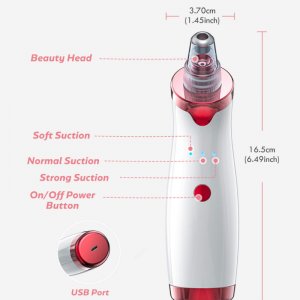 3.70cm
(1.45inch)
Beauty Head
Soft Suction
Normal Suction
Strong Suction
On/Off Power
Button
16.5cm
(6.49inch)
USB Port